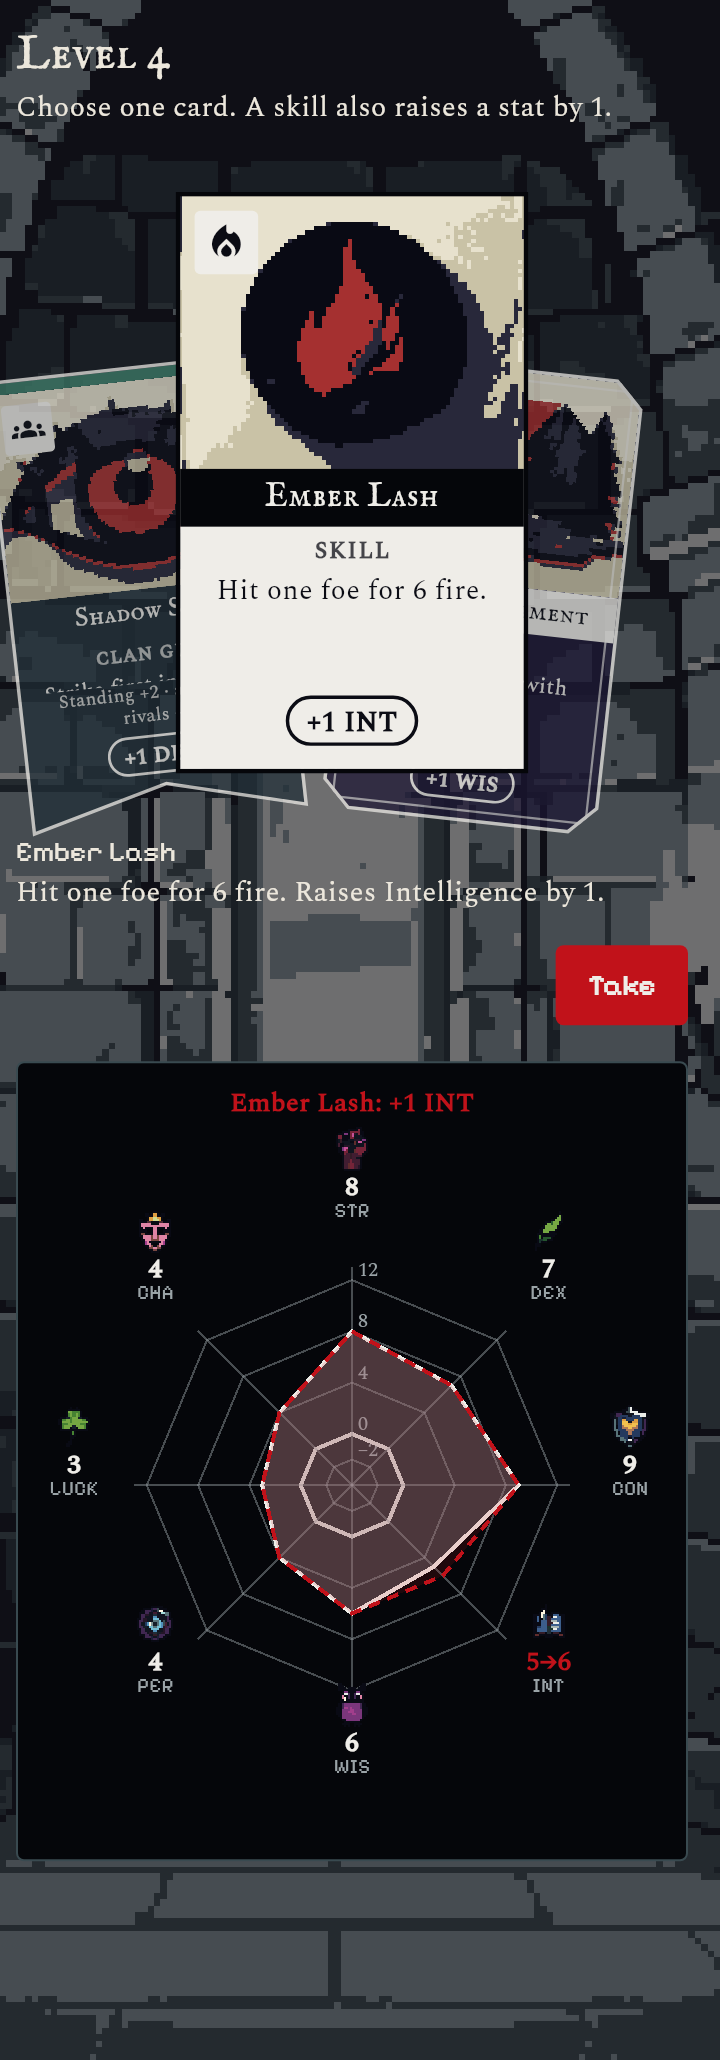 Level 4
Choose one card. A skill also raises a stat by 1.
Ember Lash
SKILL
Hit one foe for 6 fire.
+1 INT
Shadow S
CLAN G
Standing +2 ·
rivals
+1 D
MENT
with
+1 WIS
Ember Lash
Hit one foe for 6 fire. Raises Intelligence by 1.
Take
Ember Lash: +1 INT
8
STR
4
CHA
7
DEX
12
8
4
0
−2
3
LUCK
9
CON
4
PER
5→6
INT
6
WIS